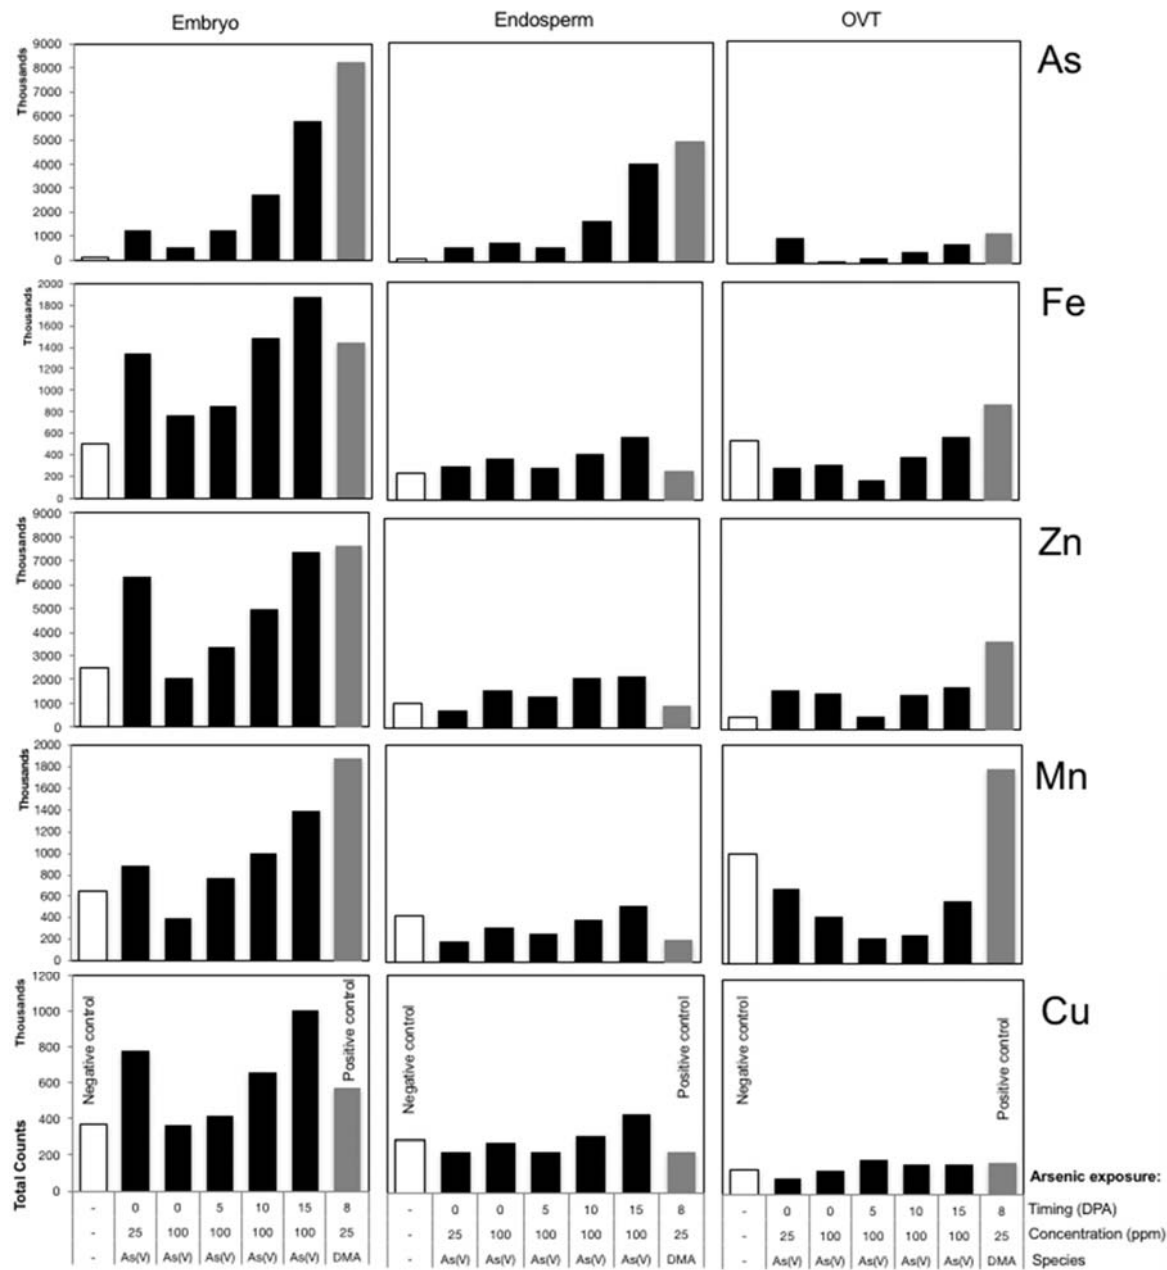 Embryo Endosperm OVT
Thousands
9000
8000
7000
6000
5000
4000
3000
2000
1000
0
As
Thousands
2000
1800
1600
1400
1200
1000
800
600
400
200
0
Fe
Thousands
9000
8000
7000
6000
5000
4000
3000
2000
1000
0
Zn
Thousands
2000
1800
1600
1400
1200
1000
800
600
400
200
0
Mn
Thousands
Total Counts
1200
1000
800
600
400
200
0
Negative control
Positive control
Negative control
Positive control
Negative control
Positive control
Cu
Arsenic exposure:
- 0 0 5 10 15 8 - 0 0 5 10 15 8 - 0 0 5 10 15 8 Timing (DPA)
- 25 100 100 100 100 25 - 25 100 100 100 100 25 - 25 100 100 100 100 25 Concentration (ppm)
- As(V) As(V) As(V) As(V) As(V) DMA - As(V) As(V) As(V) As(V) As(V) DMA - As(V) As(V) As(V) As(V) As(V) DMA Species